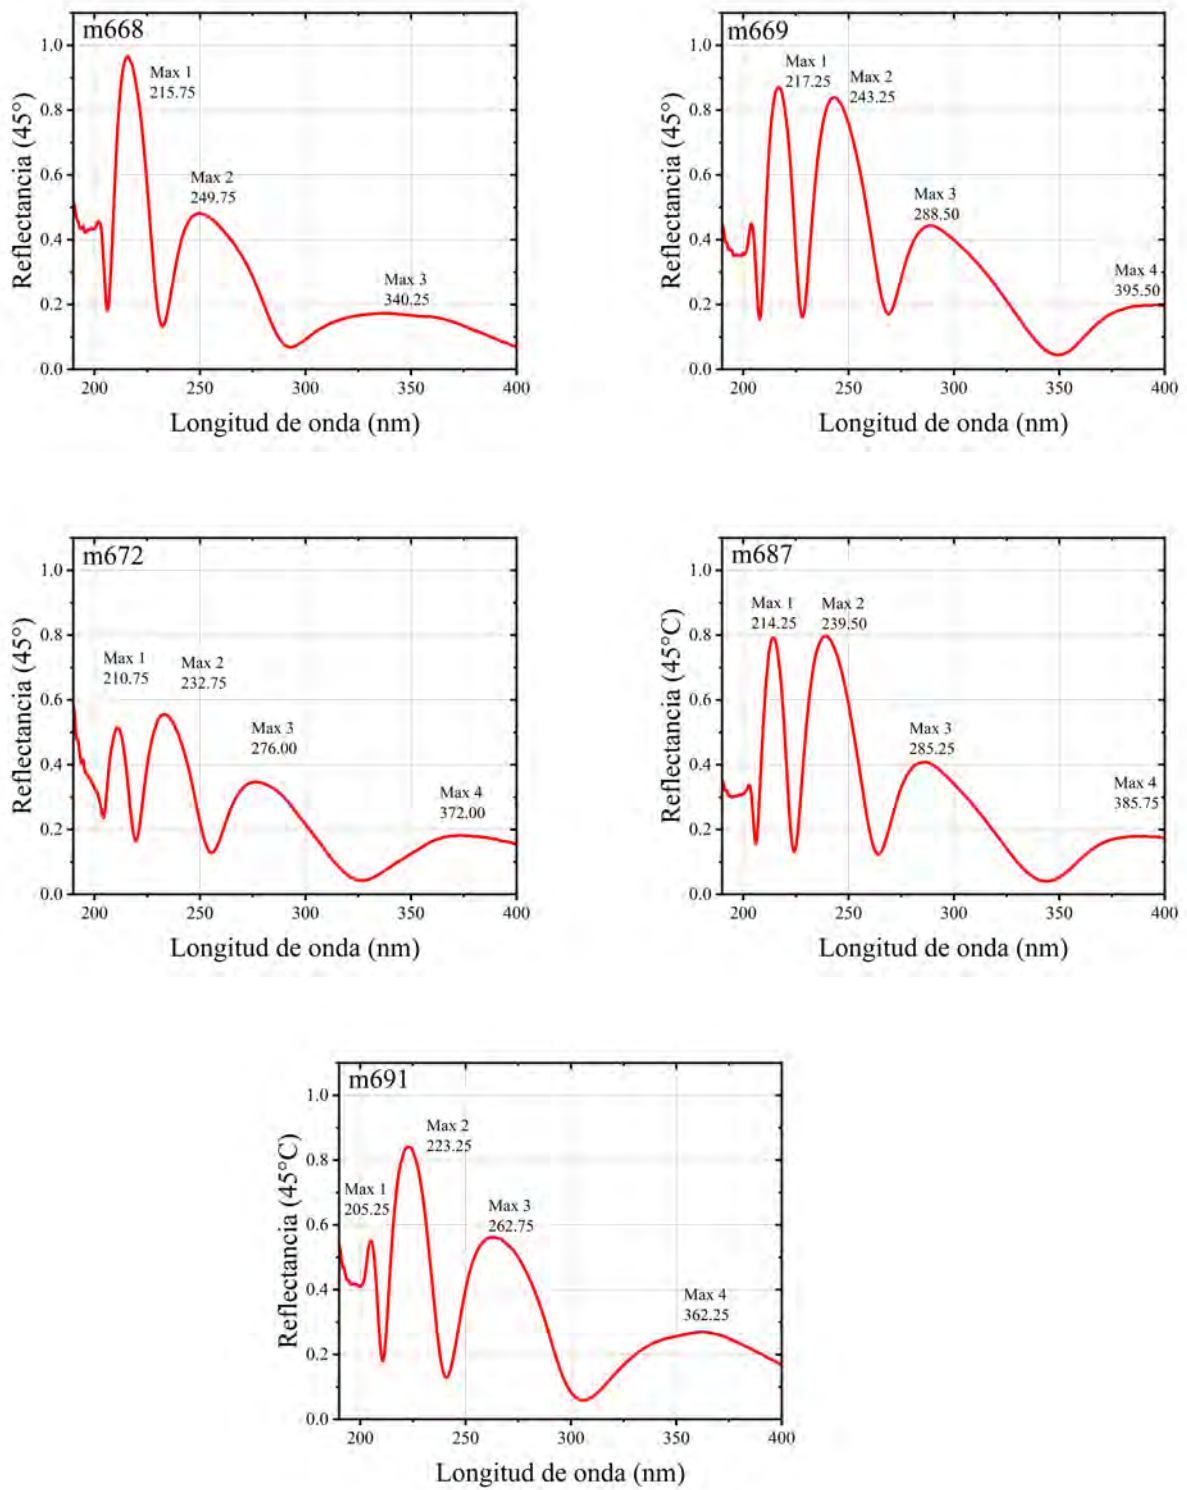 m668
Max 1
215.75
Max 2
249.75
Max 3
340.25
1.0
0.8
0.6
0.4
0.2
0.0
200
250
300
350
400
Reflectancia (45°)
Longitud de onda (nm)
m669
Max 1
217.25
Max 2
243.25
Max 3
288.50
Max 4
395.50
1.0
0.8
0.6
0.4
0.2
0.0
200
250
300
350
400
Reflectancia (45°)
Longitud de onda (nm)
m672
Max 1
210.75
Max 2
232.75
Max 3
276.00
Max 4
372.00
1.0
0.8
0.6
0.4
0.2
0.0
200
250
300
350
400
Reflectancia (45°)
Longitud de onda (nm)
m687
Max 1
214.25
Max 2
239.50
Max 3
285.25
Max 4
385.75
1.0
0.8
0.6
0.4
0.2
0.0
200
250
300
350
400
Reflectancia (45°C)
Longitud de onda (nm)
m691
Max 1
205.25
Max 2
223.25
Max 3
262.75
Max 4
362.25
1.0
0.8
0.6
0.4
0.2
0.0
200
250
300
350
400
Reflectancia (45°C)
Longitud de onda (nm)